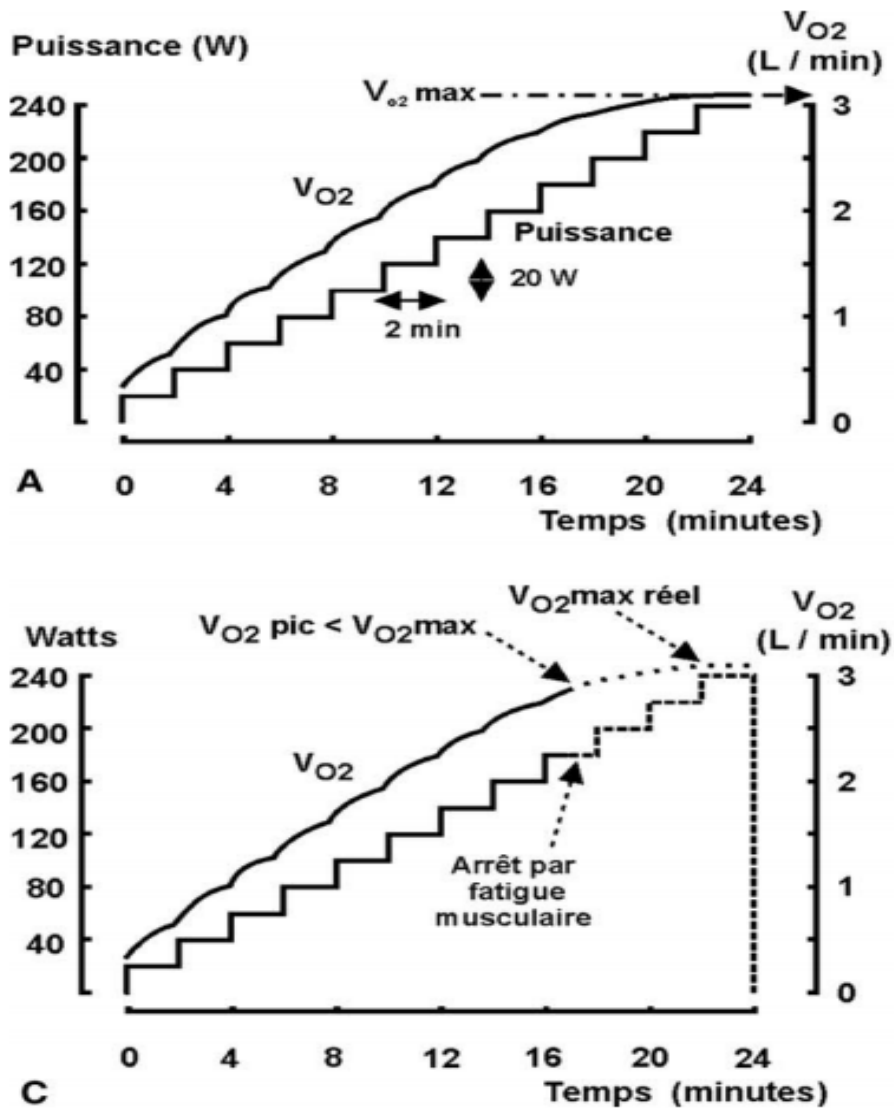 Puissance (W)
VO2
(L / min)
Vo2 max
240
200
160
120
80
40
VO2
Puissance
20 W
2 min
3
2
1
0
0 4 8 12 16 20 24
A
Temps (minutes)
Watts
VO2 pic < VO2max
VO2max réel
VO2
(L / min)
240
200
160
120
80
40
VO2
Arrêt par
fatigue
musculaire
3
2
1
0
0 4 8 12 16 20 24
C
Temps (minutes)